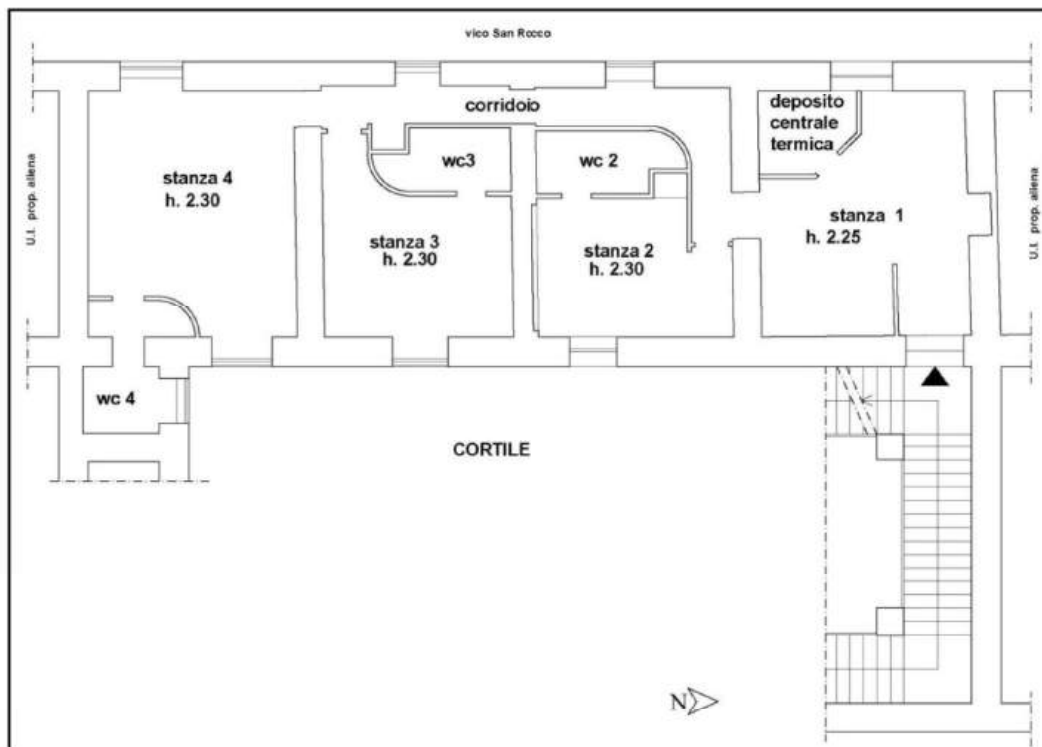 vico San Rocco
corridoio
deposito
centrale
termica
wc3
wc 2
stanza 4
h. 2.30
stanza 3
h. 2.30
stanza 2
h. 2.30
stanza 1
h. 2.25
U.I. prop. aliena
U.I. prop. aliena
wc 4
CORTILE
N